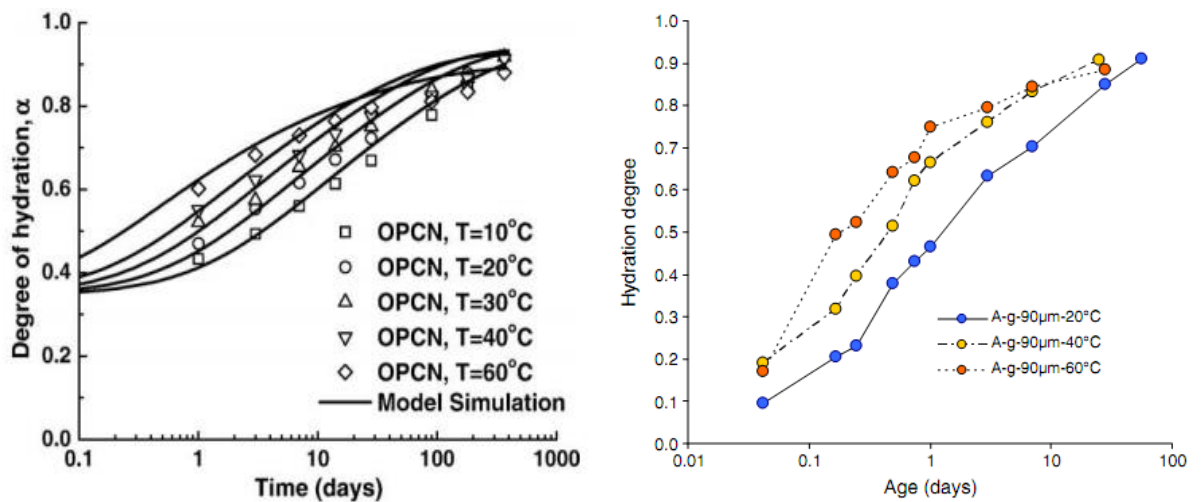 Degree of hydration, α
1.0
0.8
0.6
0.4
0.2
0.0
0.1
1
10
100
1000
Time (days)
OPCN, T=10°C
OPCN, T=20°C
OPCN, T=30°C
OPCN, T=40°C
OPCN, T=60°C
Model Simulation
Hydration degree
1.0
0.9
0.8
0.7
0.6
0.5
0.4
0.3
0.2
0.1
0.0
0.01
0.1
1
10
100
Age (days)
A-g-90µm-20°C
A-g-90µm-40°C
A-g-90µm-60°C